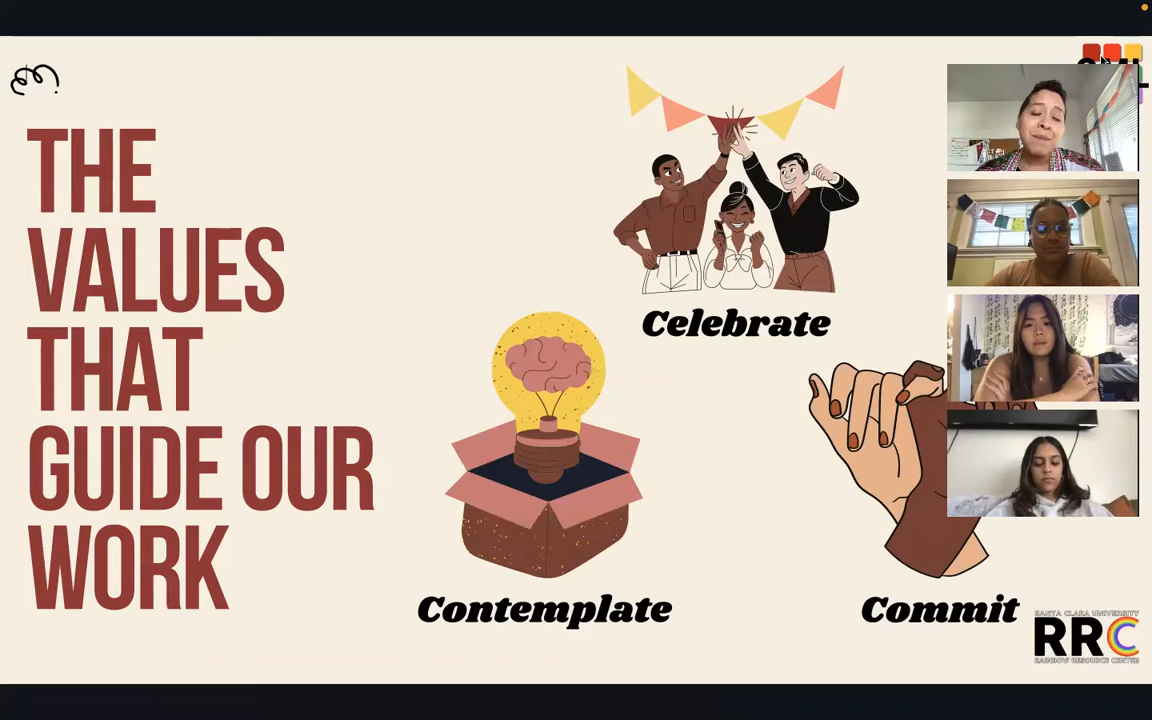 THE
VALUES
THAT
GUIDE OUR
WORK
Celebrate
Contemplate
Commit
SANTA CLARA UNIVERSITY
RRC
RAINBOW RESOURCE CENTER